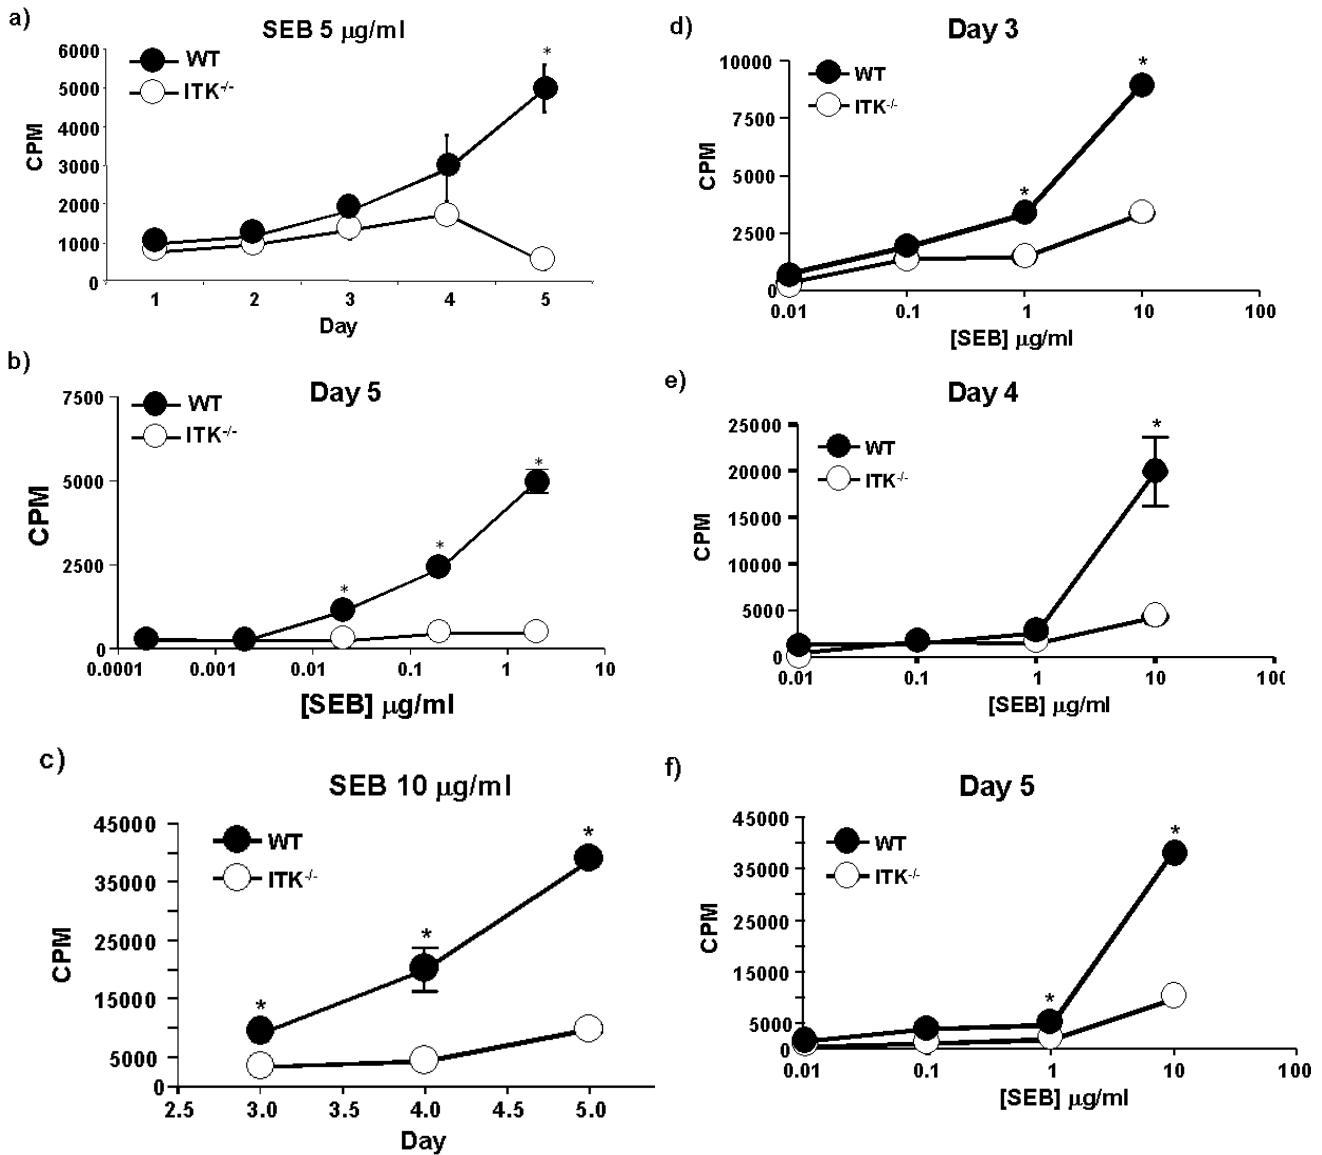 a)
SEB 5 μg/ml
6000
5000
4000
3000
2000
1000
0
CPM
WT
ITK-/-
*
1 2 3 4 5
Day
b)
Day 5
7500
5000
2500
0
CPM
WT
ITK-/-
* * *
0.0001 0.001 0.01 0.1 1 10
[SEB] μg/ml
c)
SEB 10 μg/ml
45000
35000
25000
15000
5000
0
CPM
WT
ITK-/-
* * *
2.5 3.0 3.5 4.0 4.5 5.0
Day
d)
Day 3
10000
7500
5000
2500
0
CPM
WT
ITK-/-
* *
0.01 0.1 1 10 100
[SEB] μg/ml
e)
Day 4
25000
20000
15000
10000
5000
0
CPM
WT
ITK-/-
*
0.01 0.1 1 10 100
[SEB] μg/ml
f)
Day 5
45000
35000
25000
15000
5000
0
CPM
WT
ITK-/-
* *
0.01 0.1 1 10 100
[SEB] μg/ml